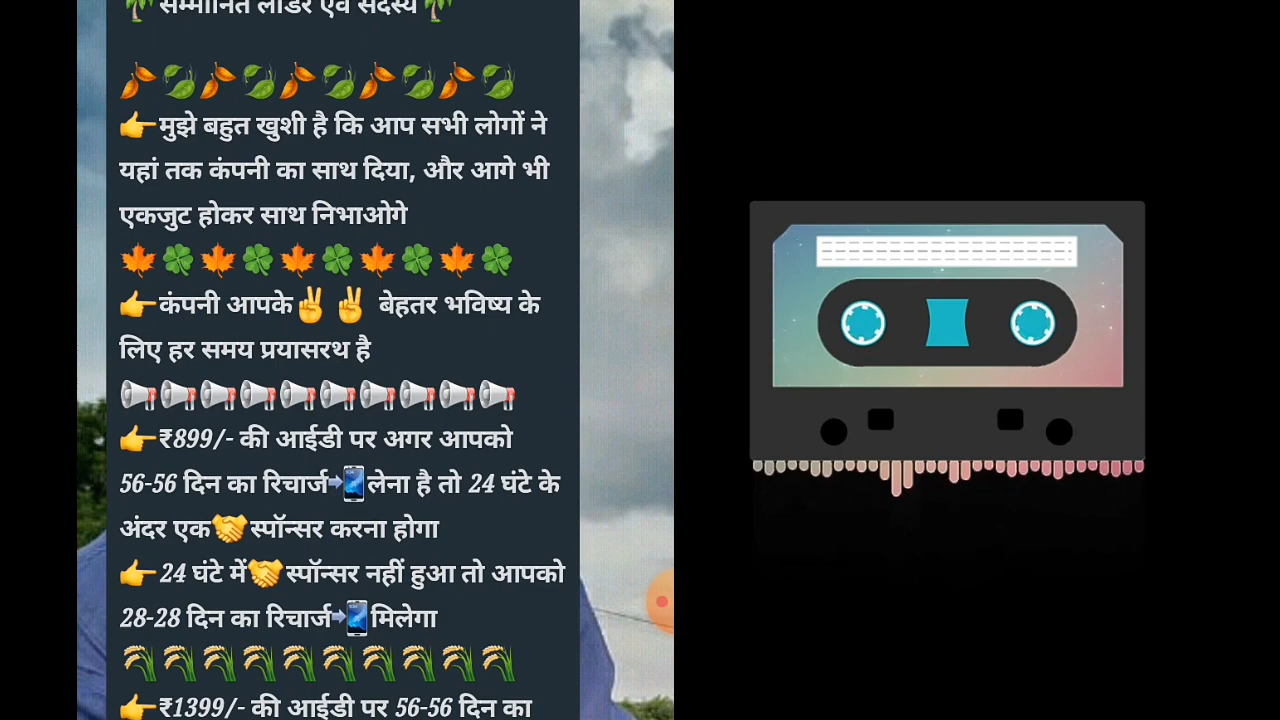 🌴सम्मानित लीडर एवं सदस्य🌴
👉मुझे बहुत खुशी है कि आप सभी लोगों ने
यहां तक कंपनी का साथ दिया, और आगे भी
एकजुट होकर साथ निभाओगे
👉कंपनी आपके✌️✌️ बेहतर भविष्य के
लिए हर समय प्रयासरथ है
👉₹899/- की आईडी पर अगर आपको
56-56 दिन का रिचार्ज📲लेना है तो 24 घंटे के
अंदर एक🤝स्पॉन्सर करना होगा
👉24 घंटे में🤝स्पॉन्सर नहीं हुआ तो आपको
28-28 दिन का रिचार्ज📲मिलेगा
👉₹1399/- की आईडी पर 56-56 दिन का